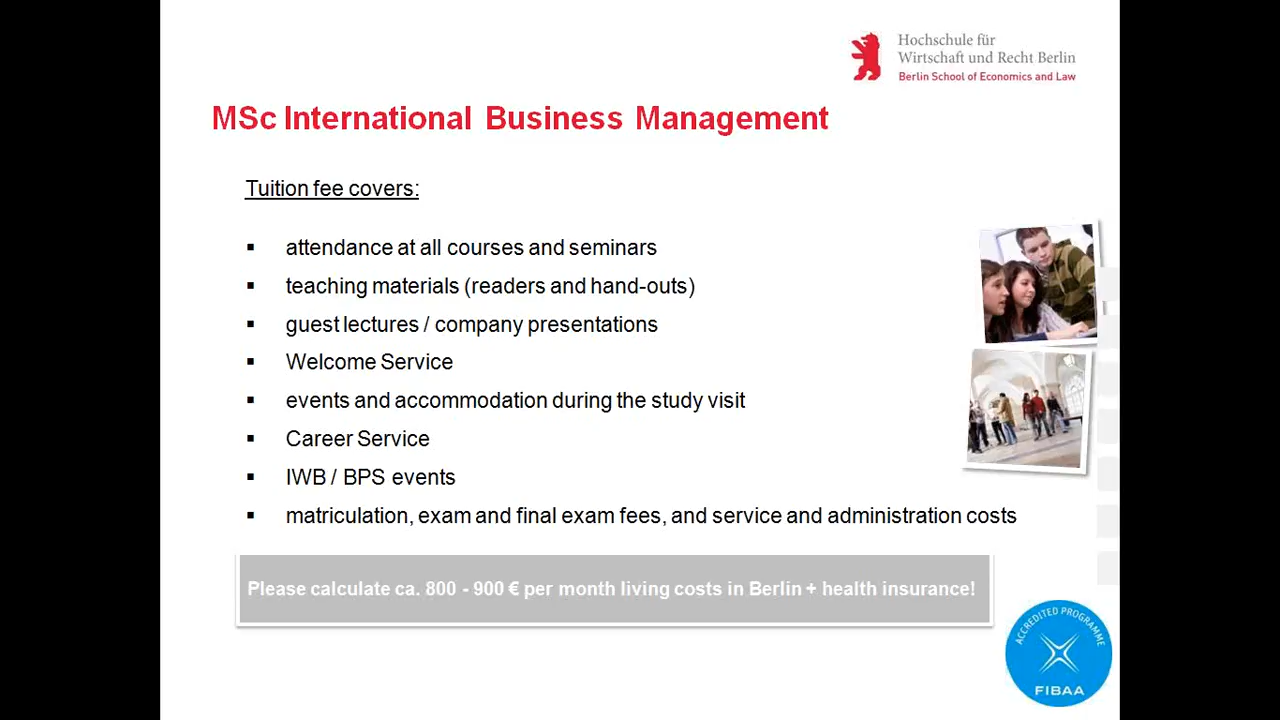 Hochschule für
Wirtschaft und Recht Berlin
Berlin School of Economics and Law
MSc International Business Management
Tuition fee covers:
▪ attendance at all courses and seminars
▪ teaching materials (readers and hand-outs)
▪ guest lectures / company presentations
▪ Welcome Service
▪ events and accommodation during the study visit
▪ Career Service
▪ IWB / BPS events
▪ matriculation, exam and final exam fees, and service and administration costs
Please calculate ca. 800 - 900 € per month living costs in Berlin + health insurance!
ACCREDITED PROGRAMME
FIBAA